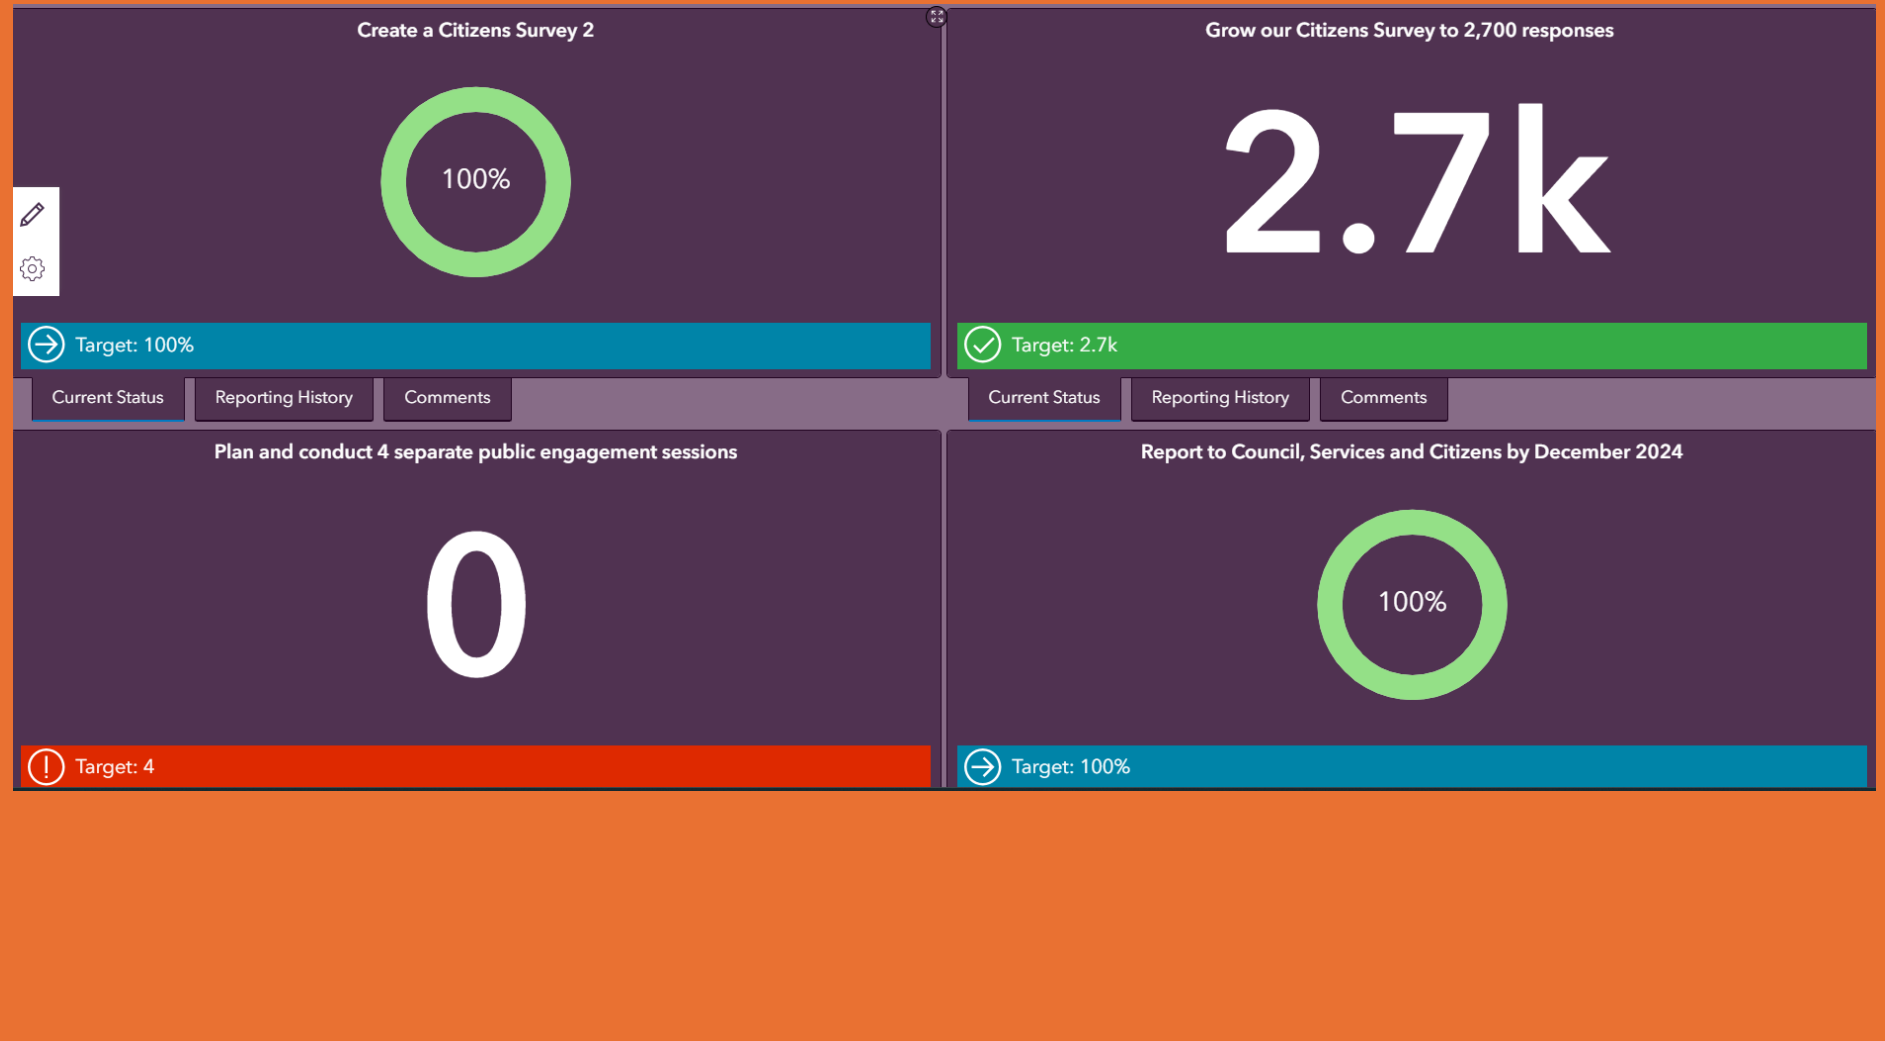 Create a Citizens Survey 2
100%
Target: 100%
Current Status
Reporting History
Comments
Grow our Citizens Survey to 2,700 responses
2.7k
Target: 2.7k
Current Status
Reporting History
Comments
Plan and conduct 4 separate public engagement sessions
0
Target: 4
Report to Council, Services and Citizens by December 2024
100%
Target: 100%